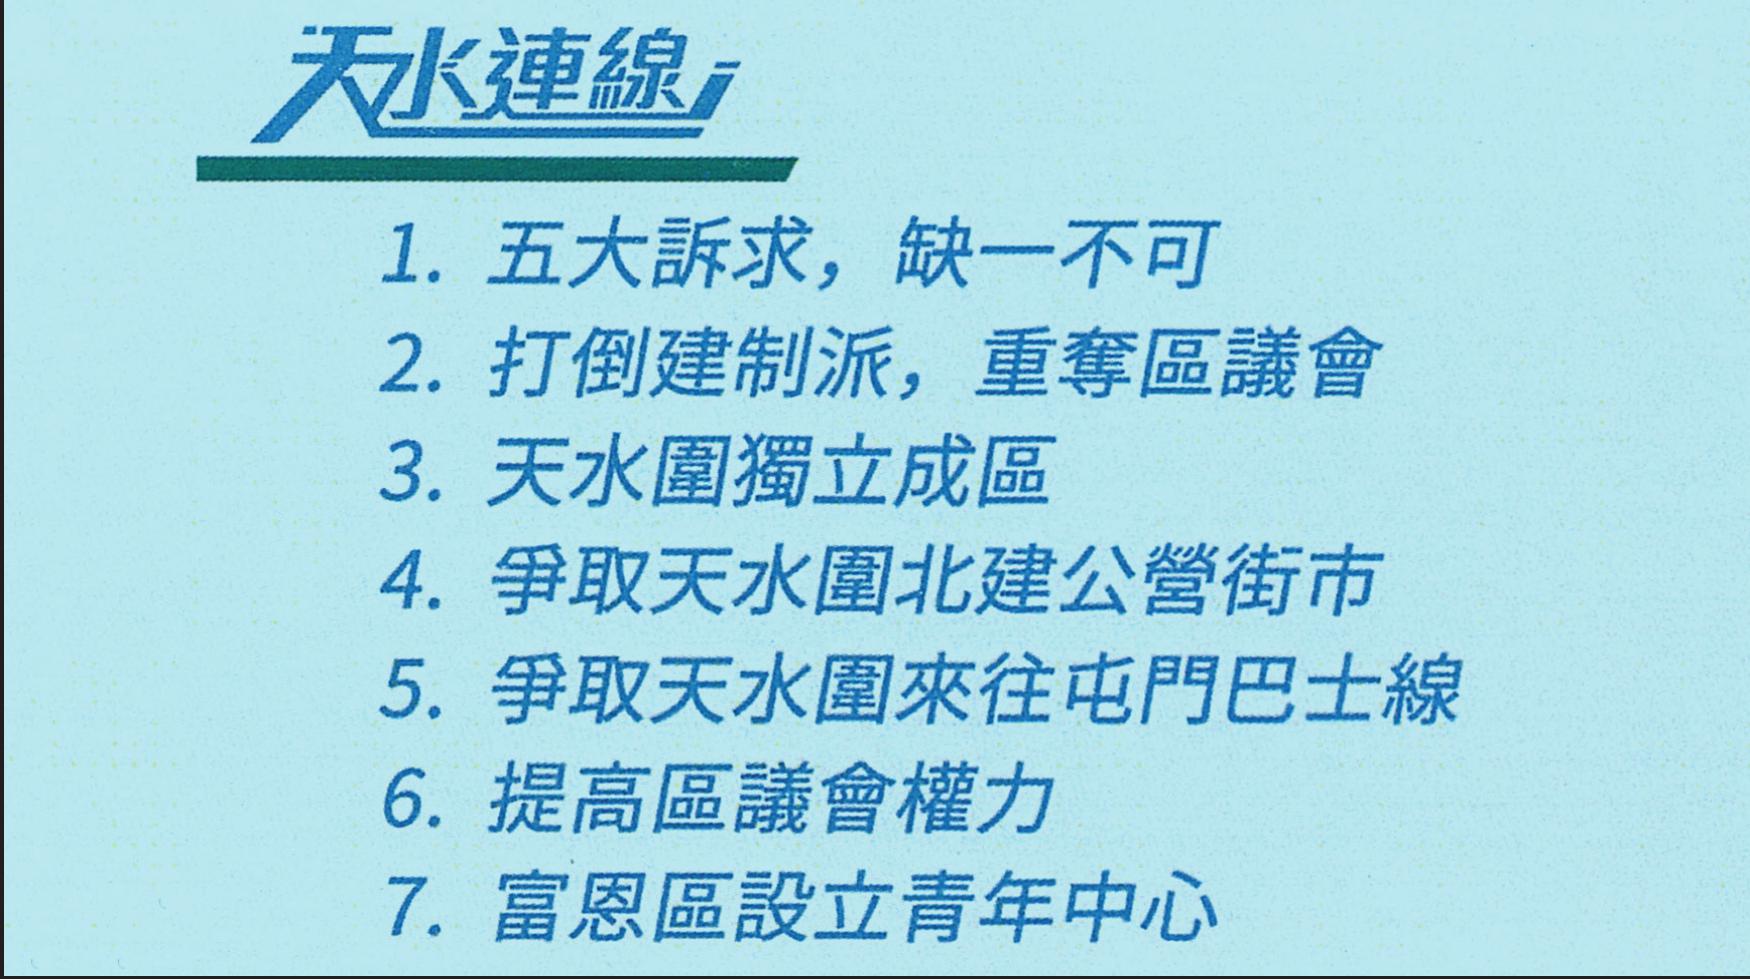 天水連線
1. 五大訴求，缺一不可
2. 打倒建制派，重奪區議會
3. 天水圍獨立成區
4. 爭取天水圍北建公營街市
5. 爭取天水圍來往屯門巴士線
6. 提高區議會權力
7. 富恩區設立青年中心